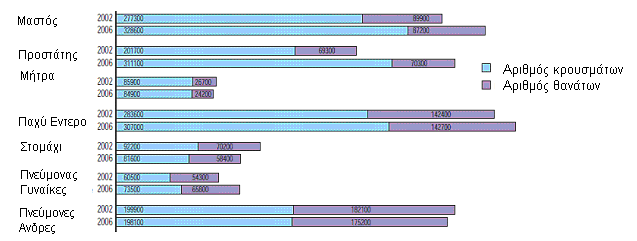 Μαστός
2002 277300 89900
2006 328600 87200
Προστάτης
2002 201700 69300
2006 311100 70300
Μήτρα
2002 85900 26700
2006 84900 24200
Αριθμός κρουσμάτων
Αριθμός θανάτων
Παχύ Εντερο
2002 283600 142400
2006 307000 142700
Στομάχι
2002 92200 70200
2006 81600 58400
Πνεύμονας
Γυναίκες
2002 60500 54300
2006 73500 65800
Πνεύμονες
Ανδρες
2002 199900 182100
2006 198100 175200